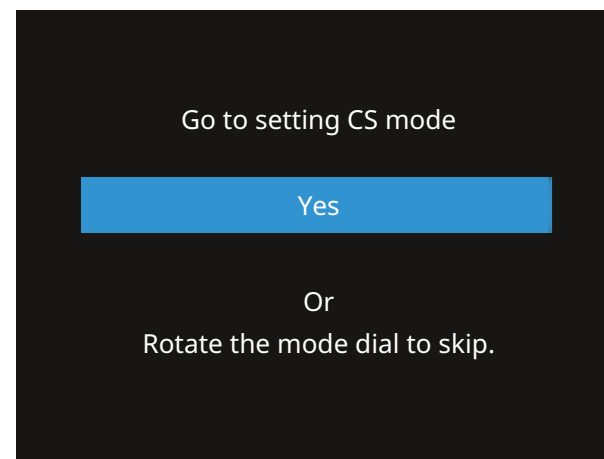 Go to setting CS mode
Yes
Or
Rotate the mode dial to skip.